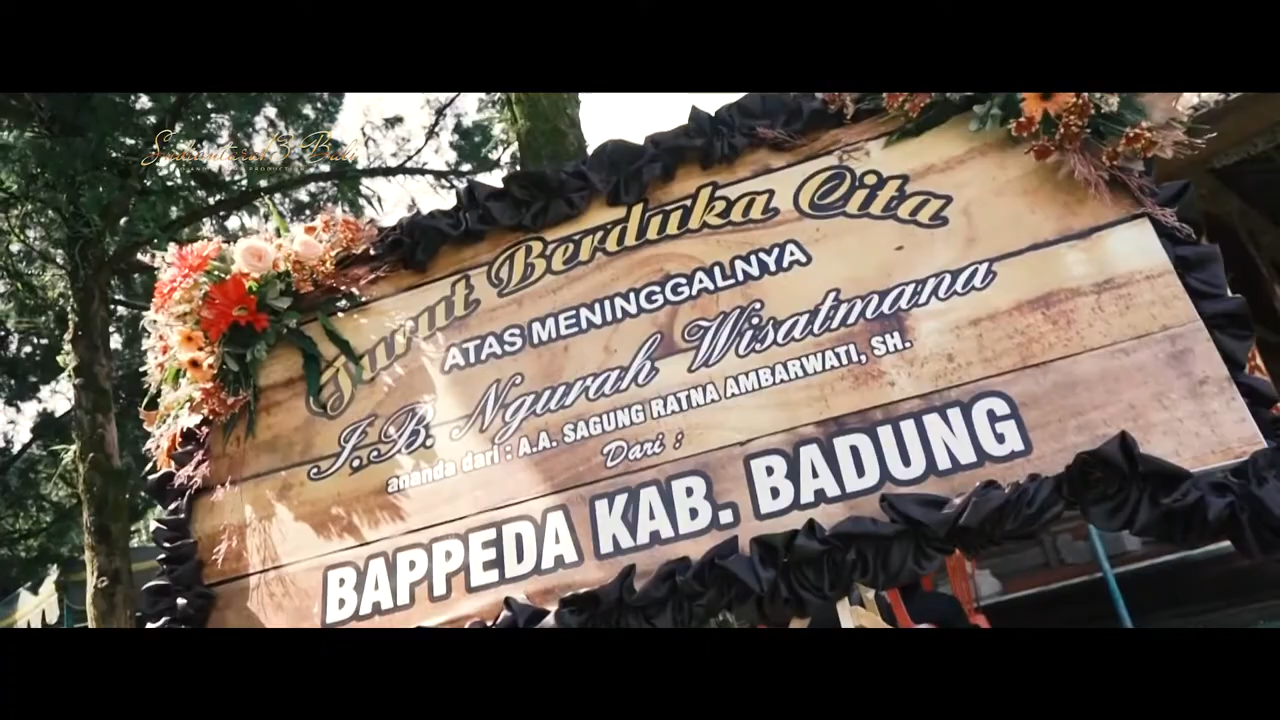 Turut Berduka Cita
ATAS MENINGGALNYA
I.B. Ngurah Wisatmana
ananda dari : A.A. SAGUNG RATNA AMBARWATI, SH.
Dari :
BAPPEDA KAB. BADUNG